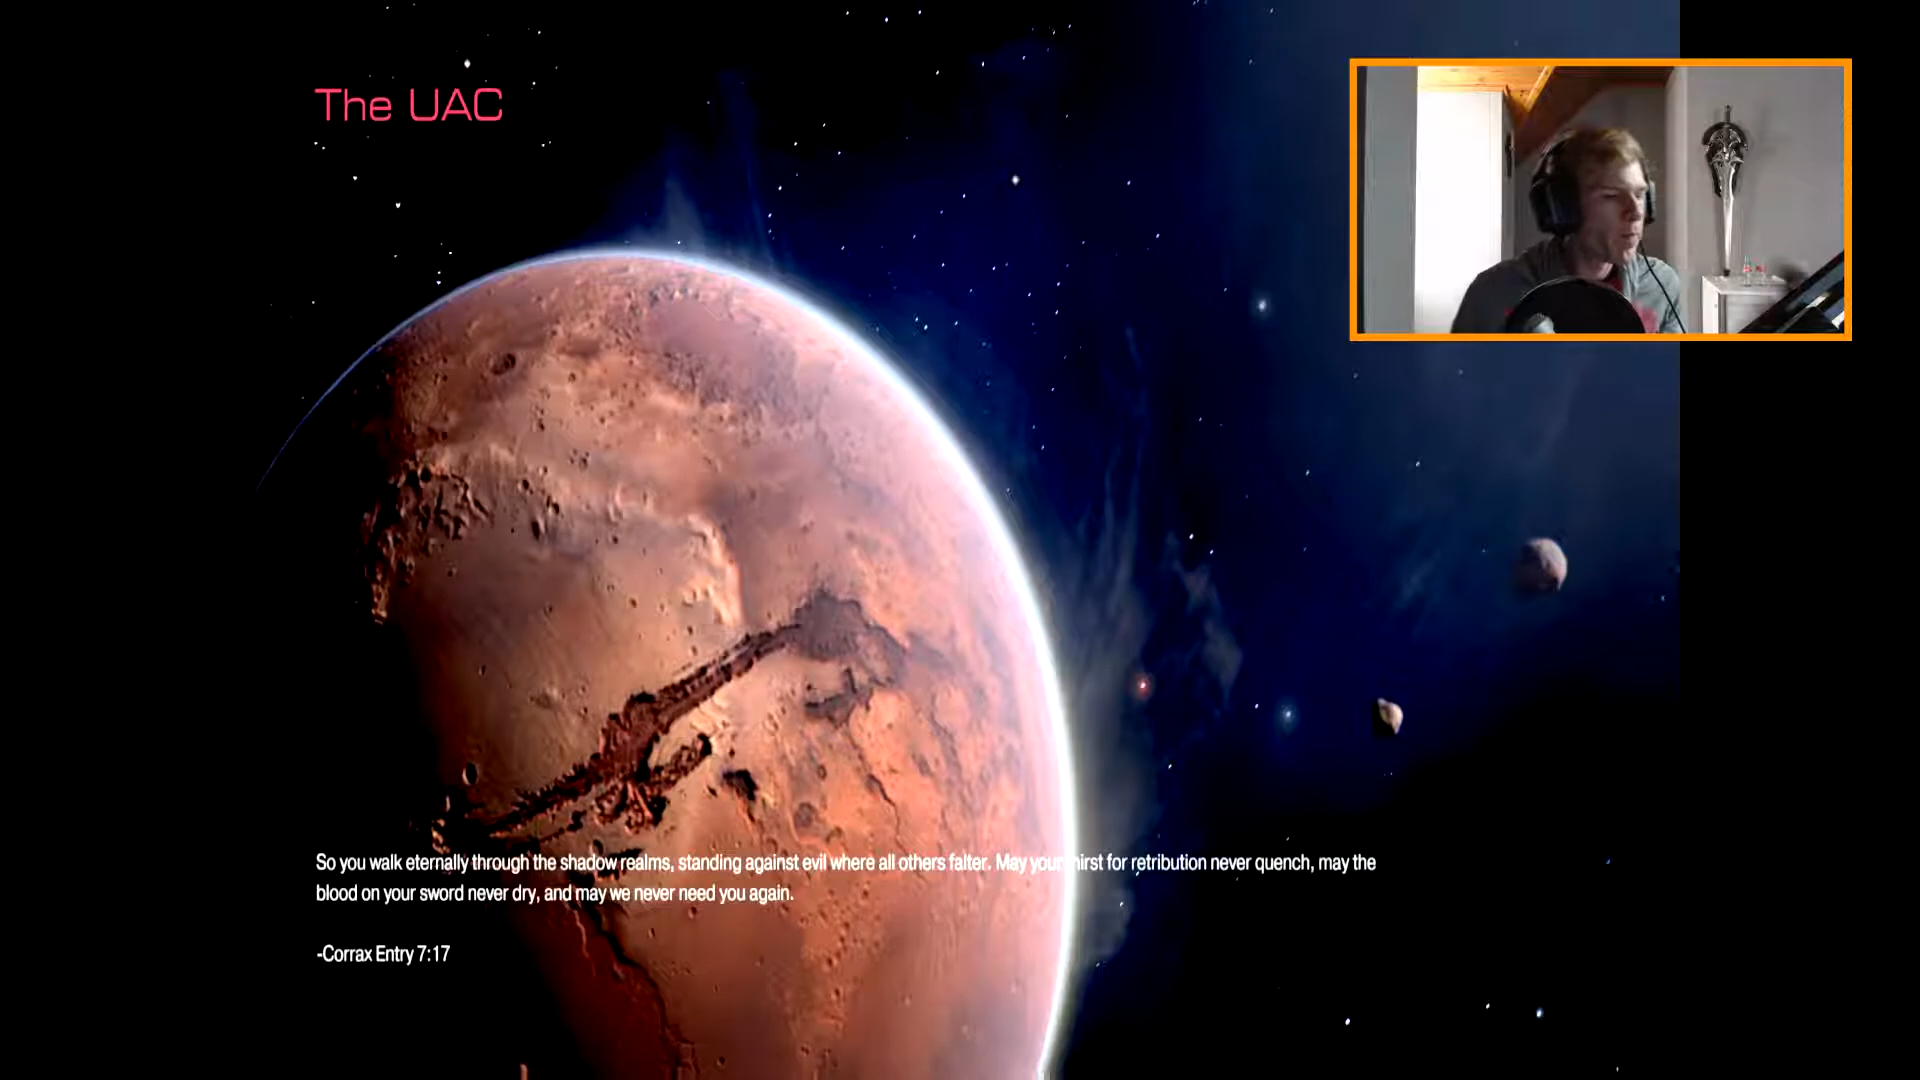 The UAC
So you walk eternally through the shadow realms, standing against evil where all others falter. May your thirst for retribution never quench, may the
blood on your sword never dry, and may we never need you again.
-Corrax Entry 7:17